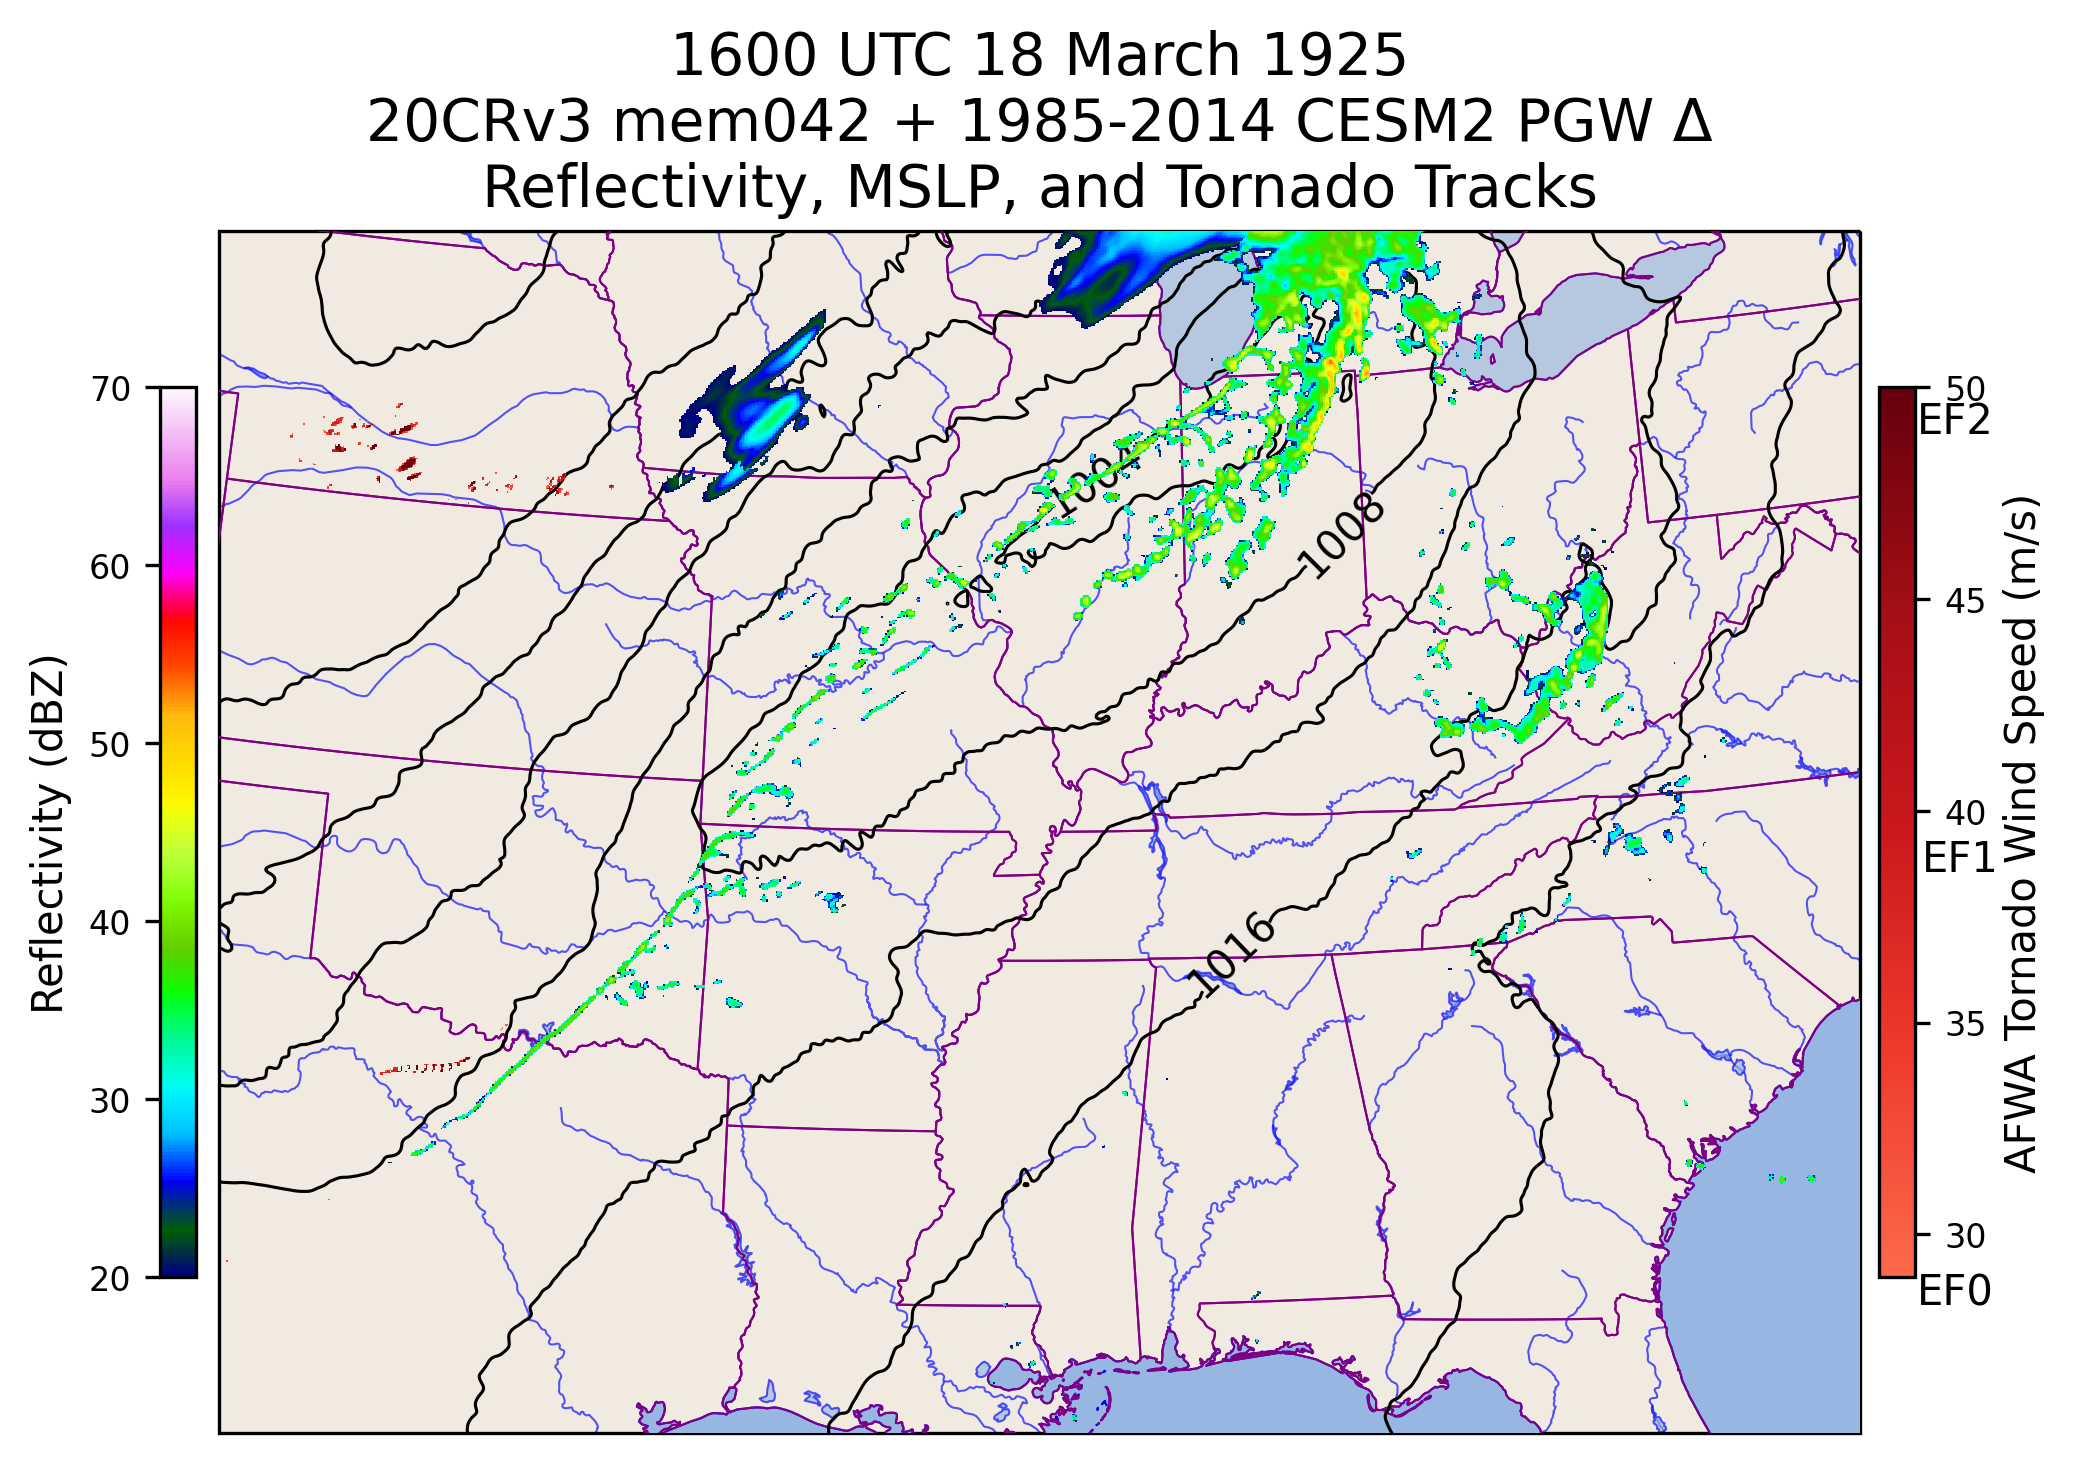 1600 UTC 18 March 1925
20CRv3 mem042 + 1985-2014 CESM2 PGW Δ
Reflectivity, MSLP, and Tornado Tracks
Reflectivity (dBZ)
70
60
50
40
30
20
1004
1008
1016
50
EF2
45
40
EF1
35
30
EF0
AFWA Tornado Wind Speed (m/s)